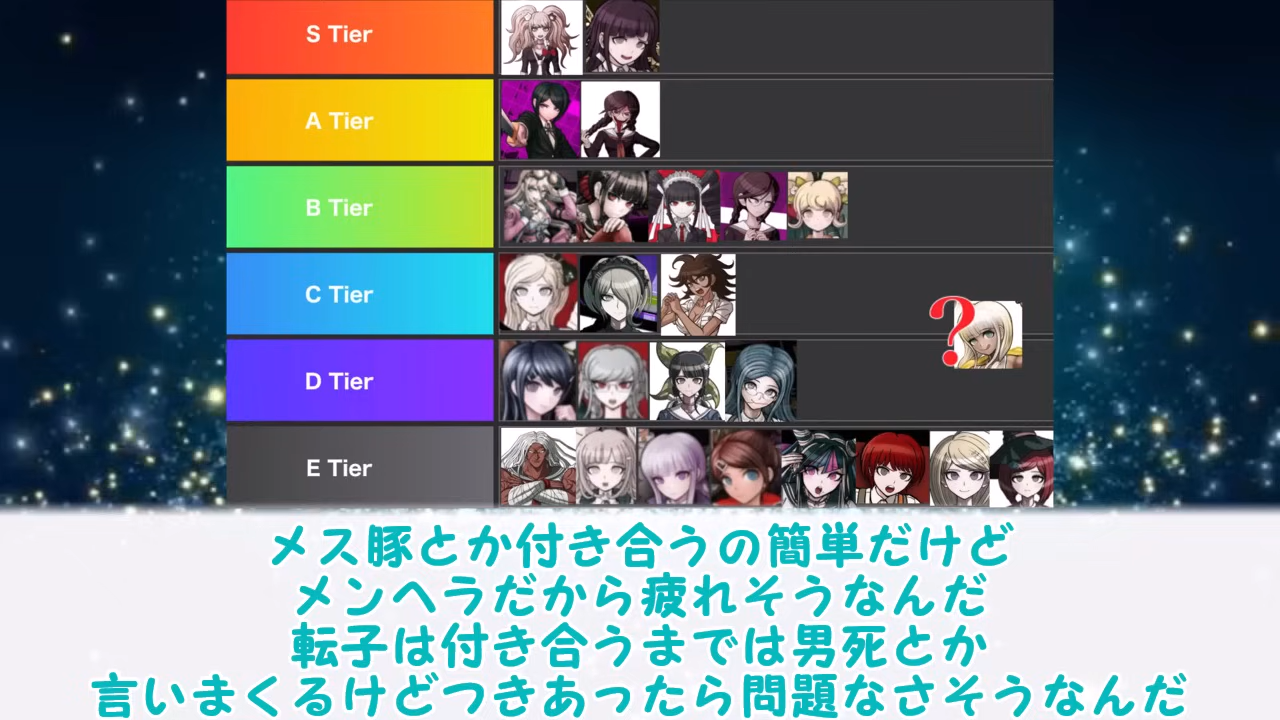 S Tier
A Tier
B Tier
C Tier
?
D Tier
E Tier
メス豚とか付き合うの簡単だけど
メンヘラだから疲れそうなんだ
転子は付き合うまでは男死とか
言いまくるけどつきあったら問題なさそうなんだ